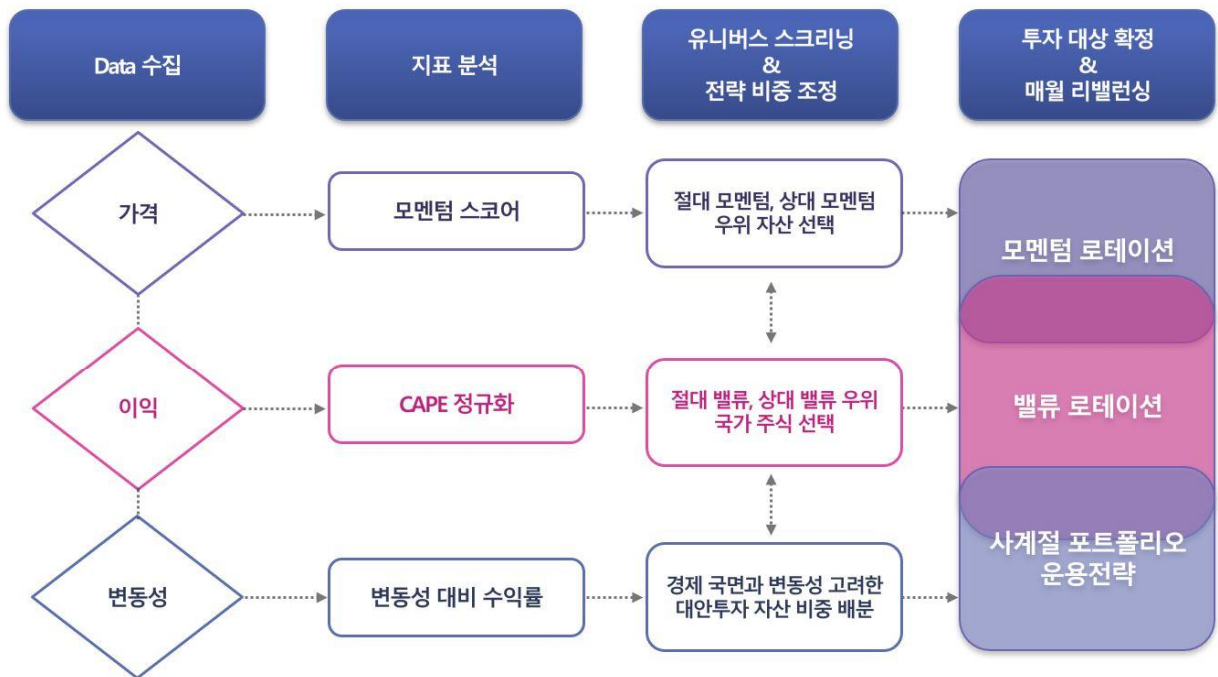 Data 수집
지표 분석
유니버스 스크리닝
&
전략 비중 조정
투자 대상 확정
&
매월 리밸런싱
가격
모멘텀 스코어
절대 모멘텀, 상대 모멘텀
우위 자산 선택
모멘텀 로테이션
이익
CAPE 정규화
절대 밸류, 상대 밸류 우위
국가 주식 선택
밸류 로테이션
변동성
변동성 대비 수익률
경제 국면과 변동성 고려한
대안투자 자산 비중 배분
사계절 포트폴리오
운용전략